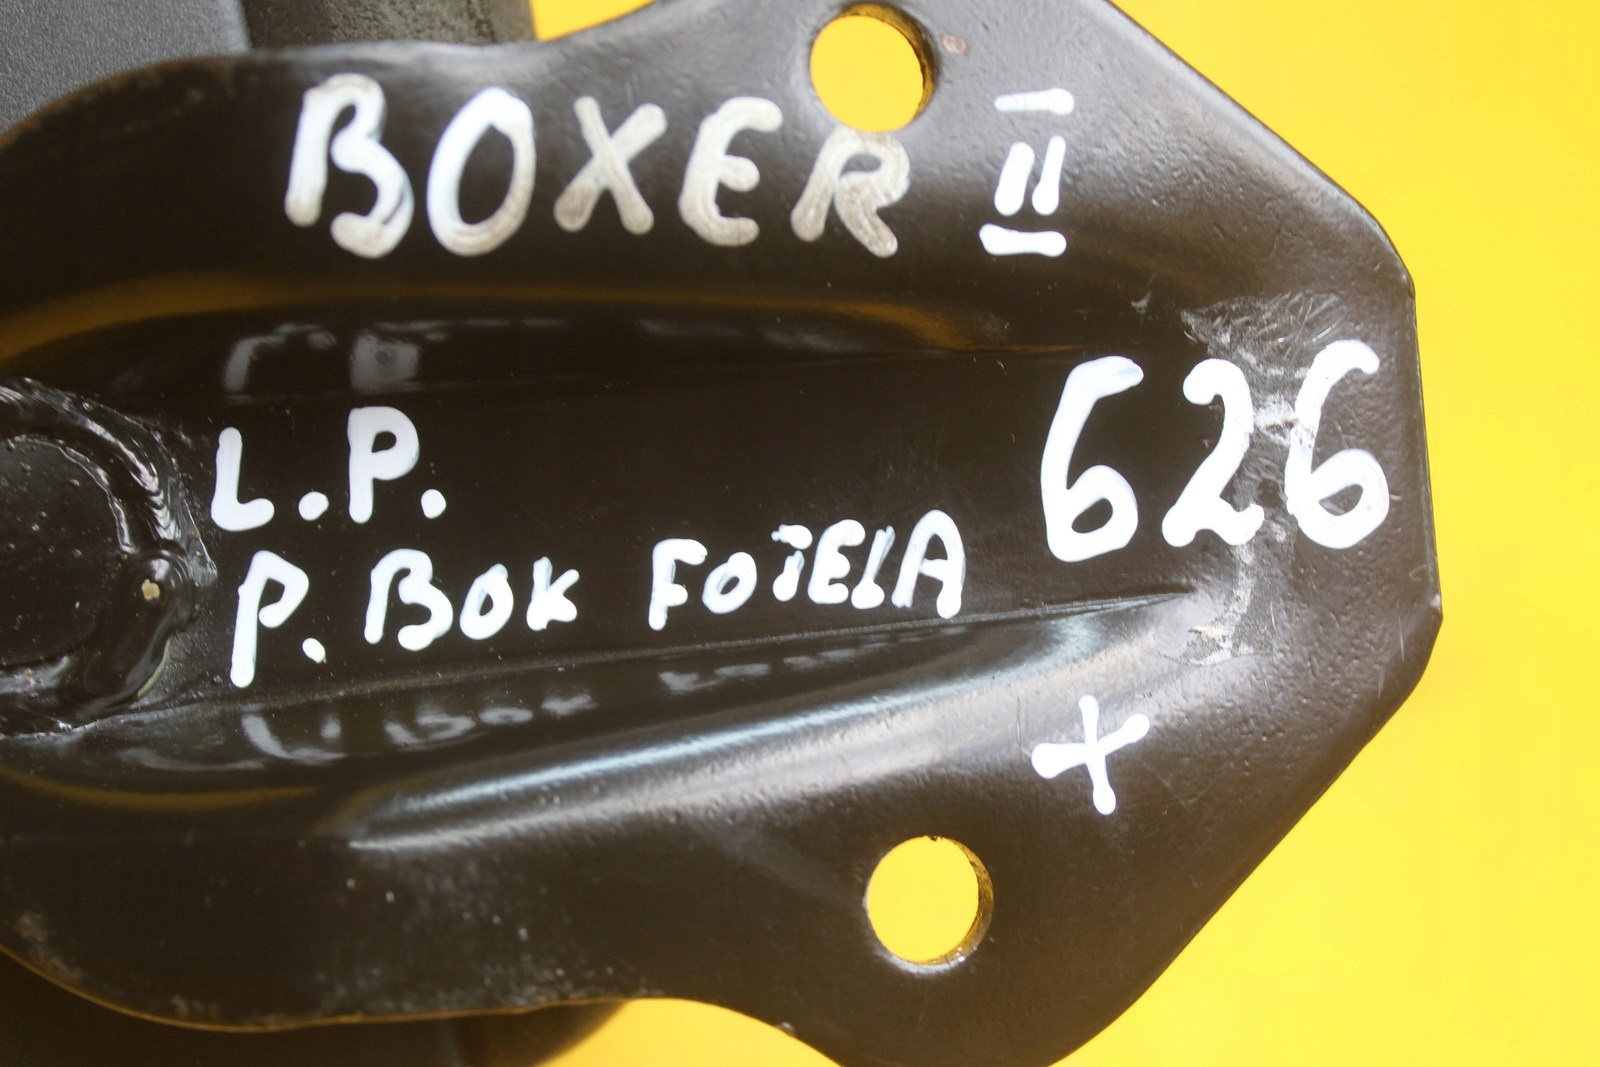 BOXER II
626
L.P.
P. BOK FOTELA
+